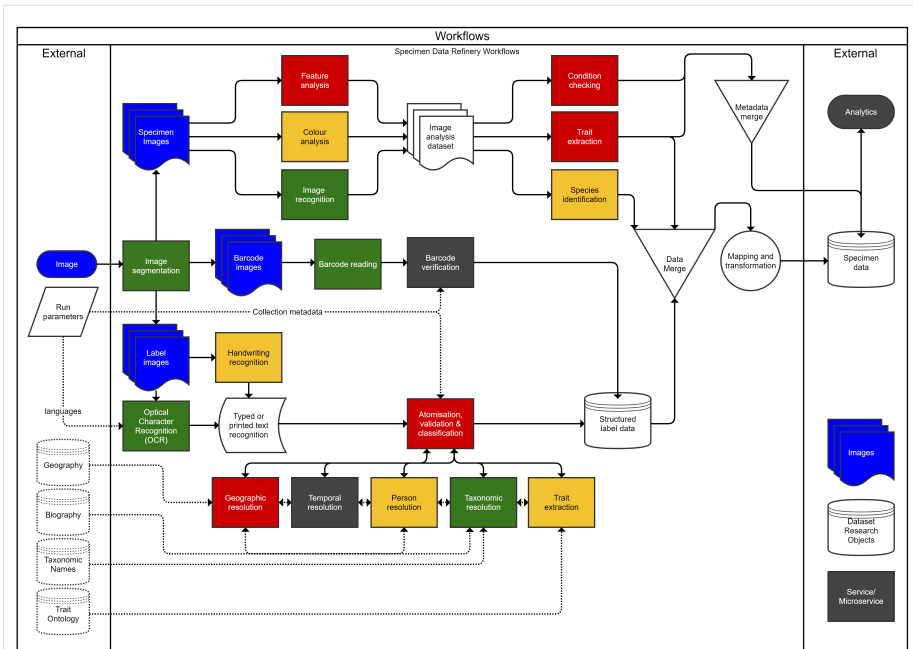 Workflows
External
Specimen Data Refinery Workflows
External
Feature
analysis
Condition
checking
Metadata
merge
Analytics
Specimen
Images
Colour
analysis
Image
analysis
dataset
Trait
extraction
Image
recognition
Species
identification
Image
Image
segmentation
Barcode
images
Barcode reading
Barcode
verification
Data
Merge
Mapping and
transformation
Specimen
data
Run
parameters
Collection metadata
Label
images
Handwriting
recognition
languages
Optical
Character
Recognition
(OCR)
Typed or
printed text
recognition
Atomisation,
validation &
classification
Structured
label data
Images
Geography
Geographic
resolution
Temporal
resolution
Person
resolution
Taxonomic
resolution
Trait
extraction
Biography
Dataset
Research
Objects
Taxonomic
Names
Trait
Ontology
Service/
Microservice